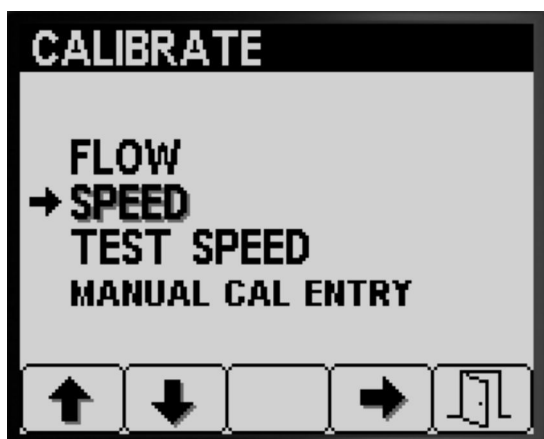 CALIBRATE
FLOW
SPEED
TEST SPEED
MANUAL CAL ENTRY